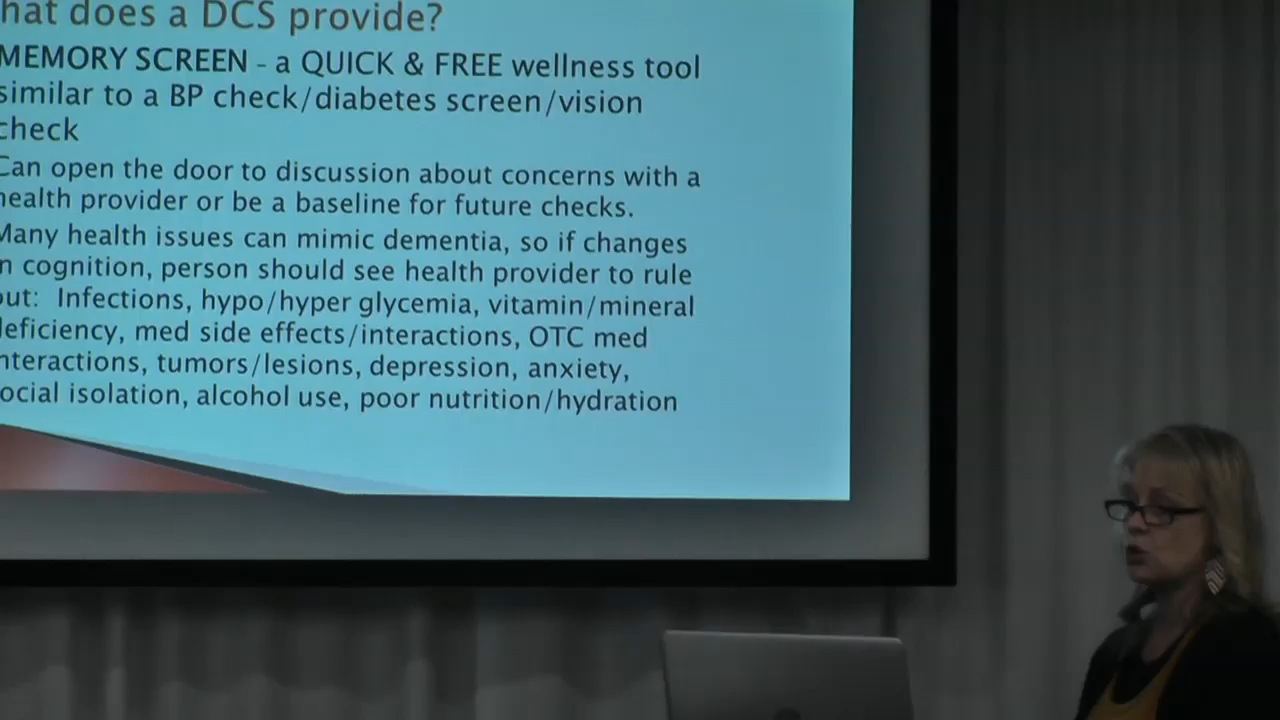 hat does a DCS provide?
MEMORY SCREEN - a QUICK & FREE wellness tool
similar to a BP check/diabetes screen/vision
check
Can open the door to discussion about concerns with a
health provider or be a baseline for future checks.
Many health issues can mimic dementia, so if changes
n cognition, person should see health provider to rule
out: Infections, hypo/hyper glycemia, vitamin/mineral
deficiency, med side effects/interactions, OTC med
nteractions, tumors/lesions, depression, anxiety,
ocial isolation, alcohol use, poor nutrition/hydration